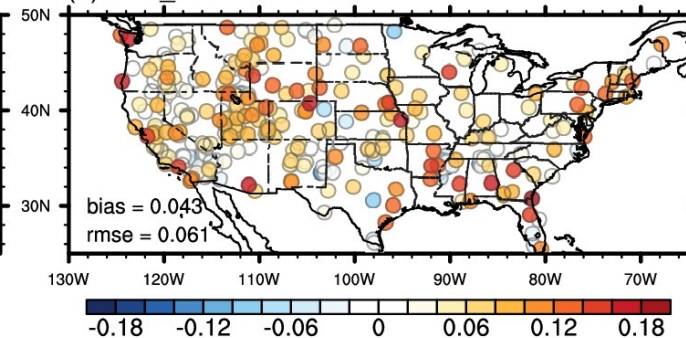 50N
40N
30N
bias = 0.043
rmse = 0.061
130W 120W 110W 100W 90W 80W 70W
-0.18 -0.12 -0.06 0 0.06 0.12 0.18